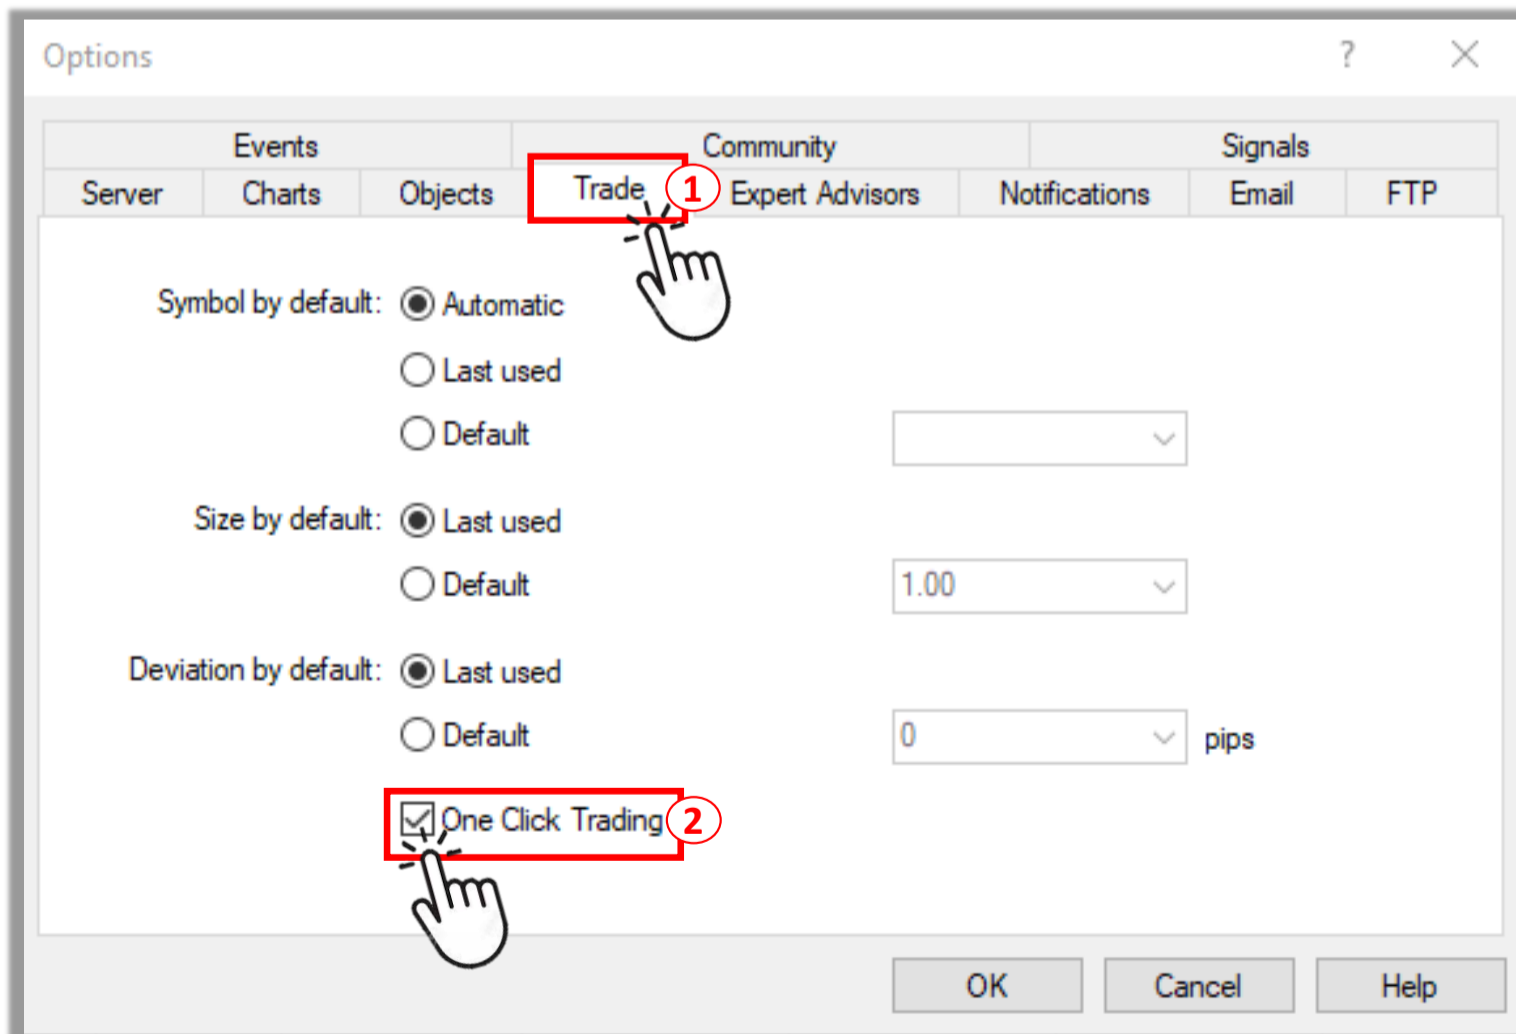 Options ?
Events Community Signals
Server Charts Objects Trade 1 Expert Advisors Notifications Email FTP
Symbol by default: Automatic
Last used
Default
Size by default: Last used
Default 1.00
Deviation by default: Last used
Default 0 pips
One Click Trading 2
OK Cancel Help